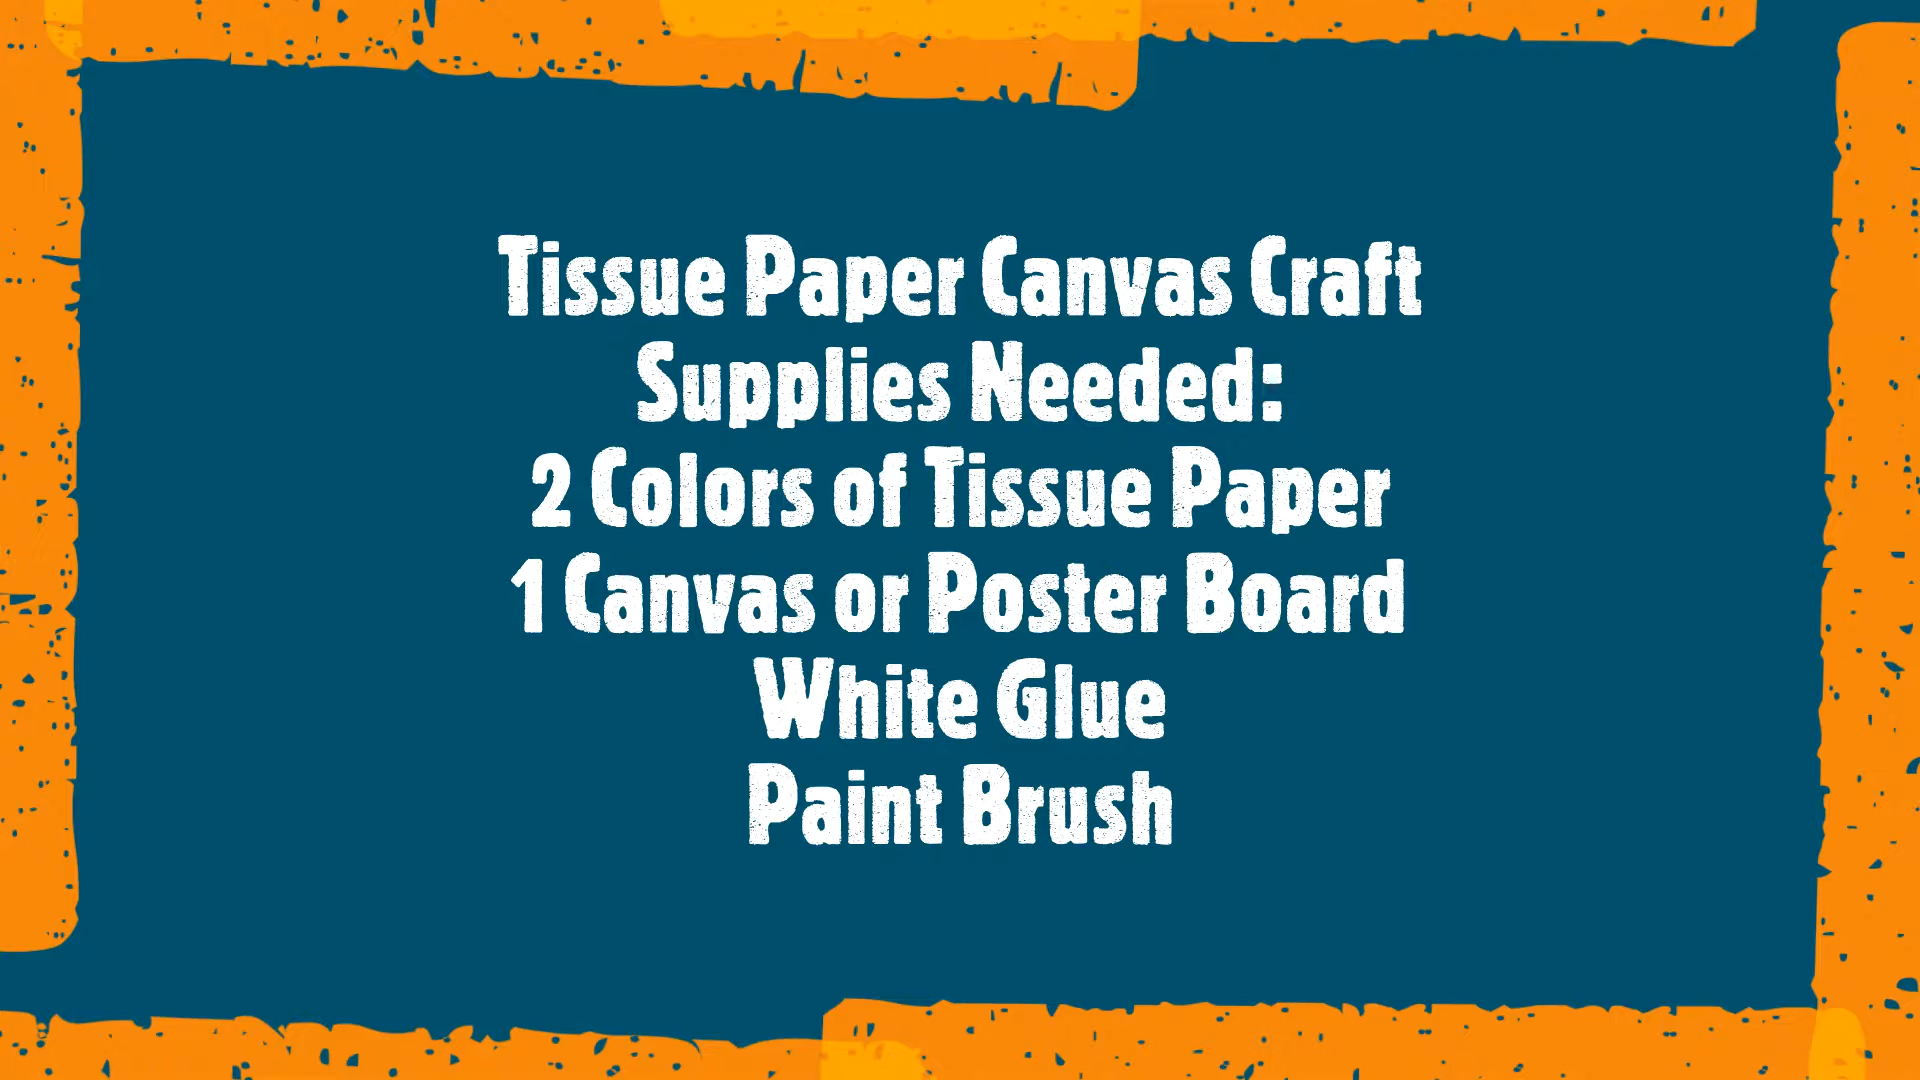 Tissue Paper Canvas Craft
Supplies Needed:
2 Colors of Tissue Paper
1 Canvas or Poster Board
White Glue
Paint Brush